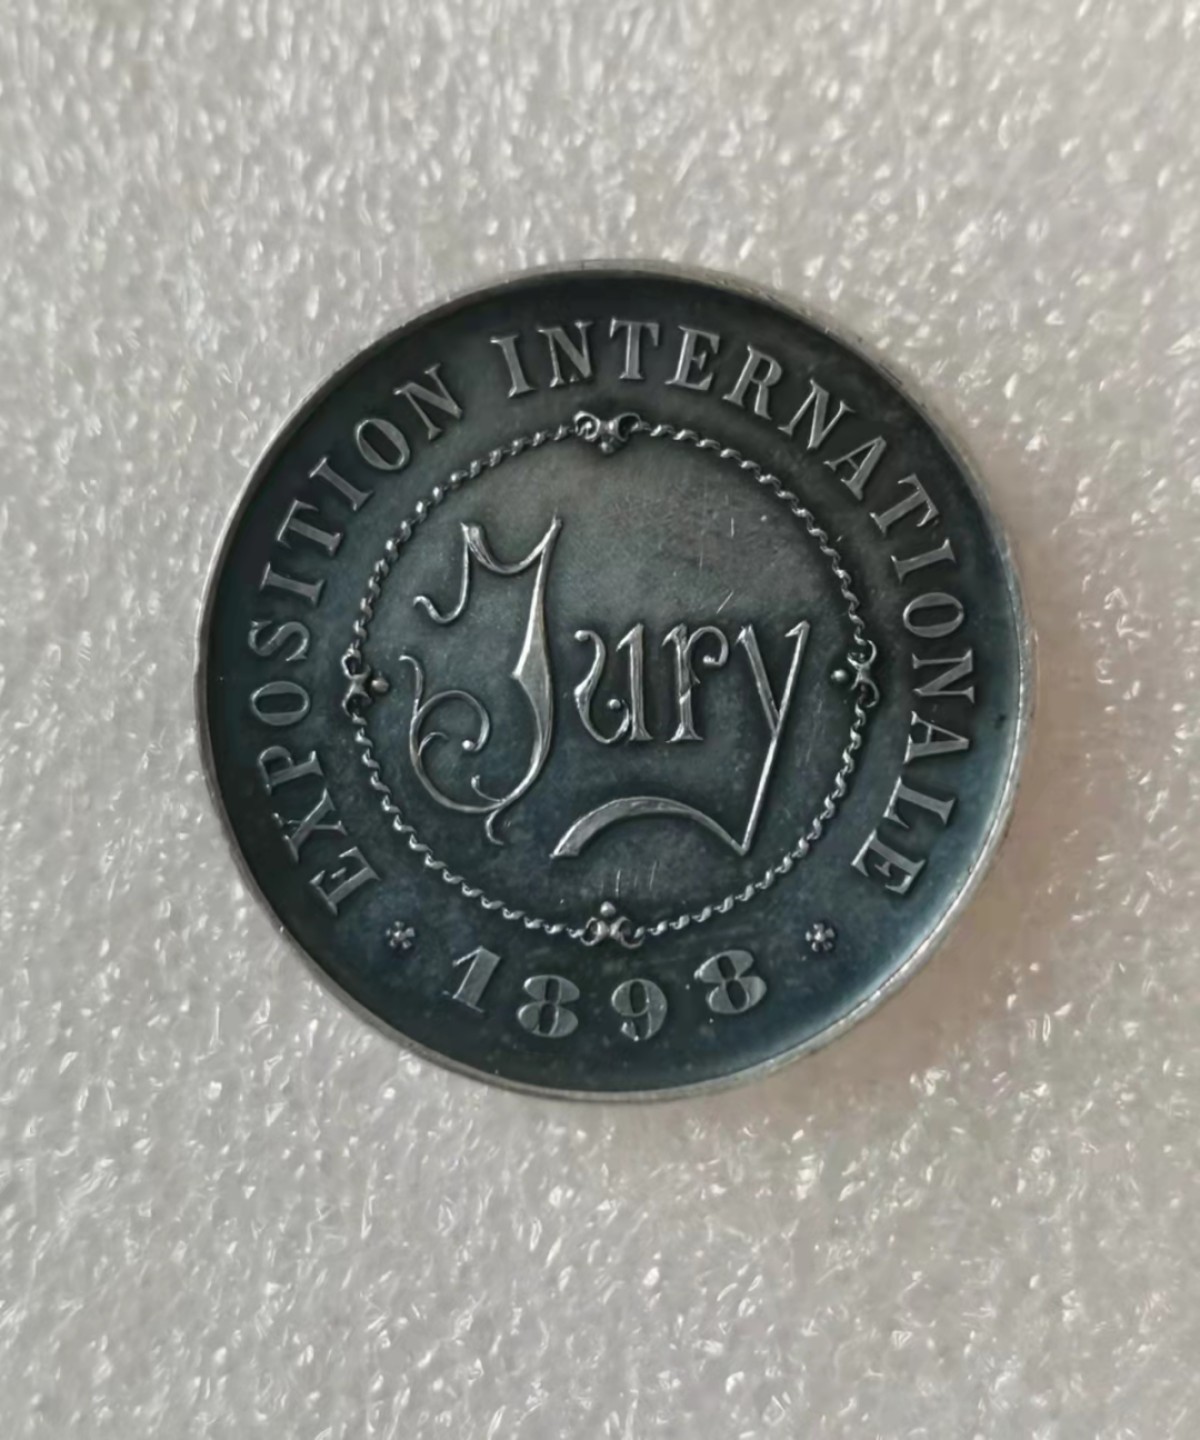 EXPOSITION INTERNATIONALE
Jury
1898